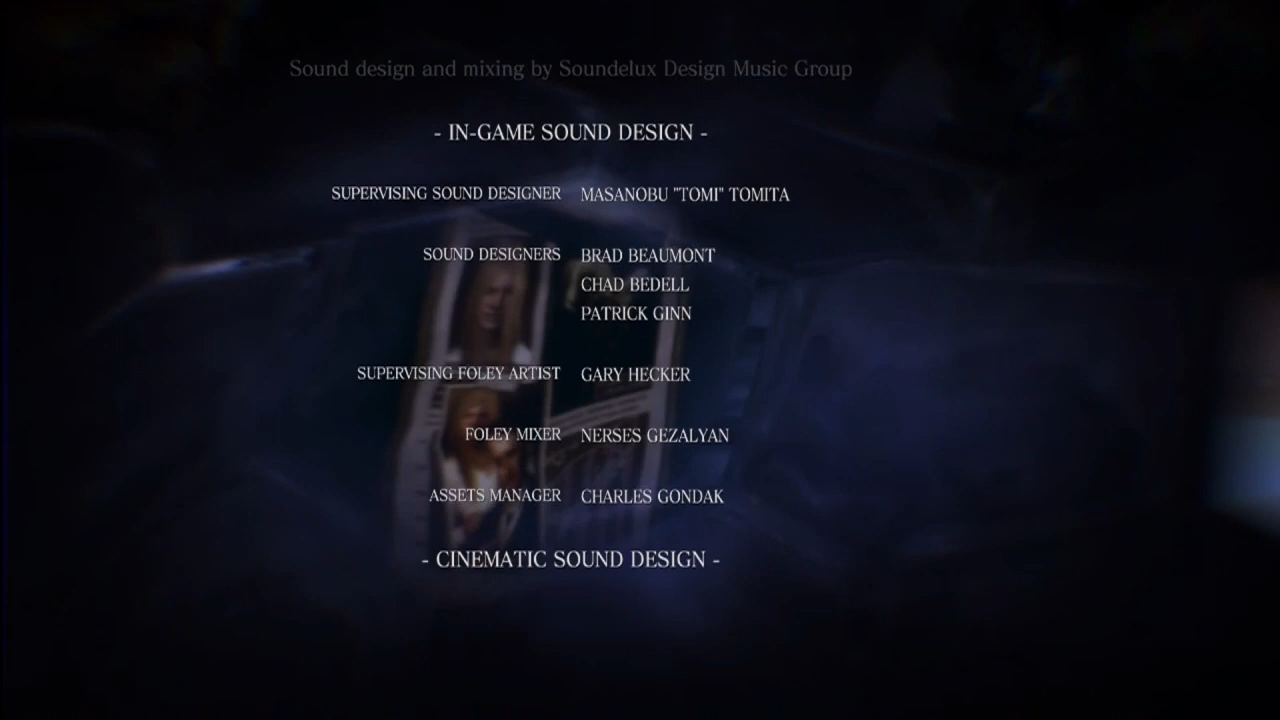 Sound design and mixing by Soundelux Design Music Group
- IN-GAME SOUND DESIGN -
SUPERVISING SOUND DESIGNER MASANOBU "TOMI" TOMITA
SOUND DESIGNERS BRAD BEAUMONT
CHAD BEDELL
PATRICK GINN
SUPERVISING FOLEY ARTIST GARY HECKER
FOLEY MIXER NERSES GEZALYAN
ASSETS MANAGER CHARLES GONDAK
- CINEMATIC SOUND DESIGN -